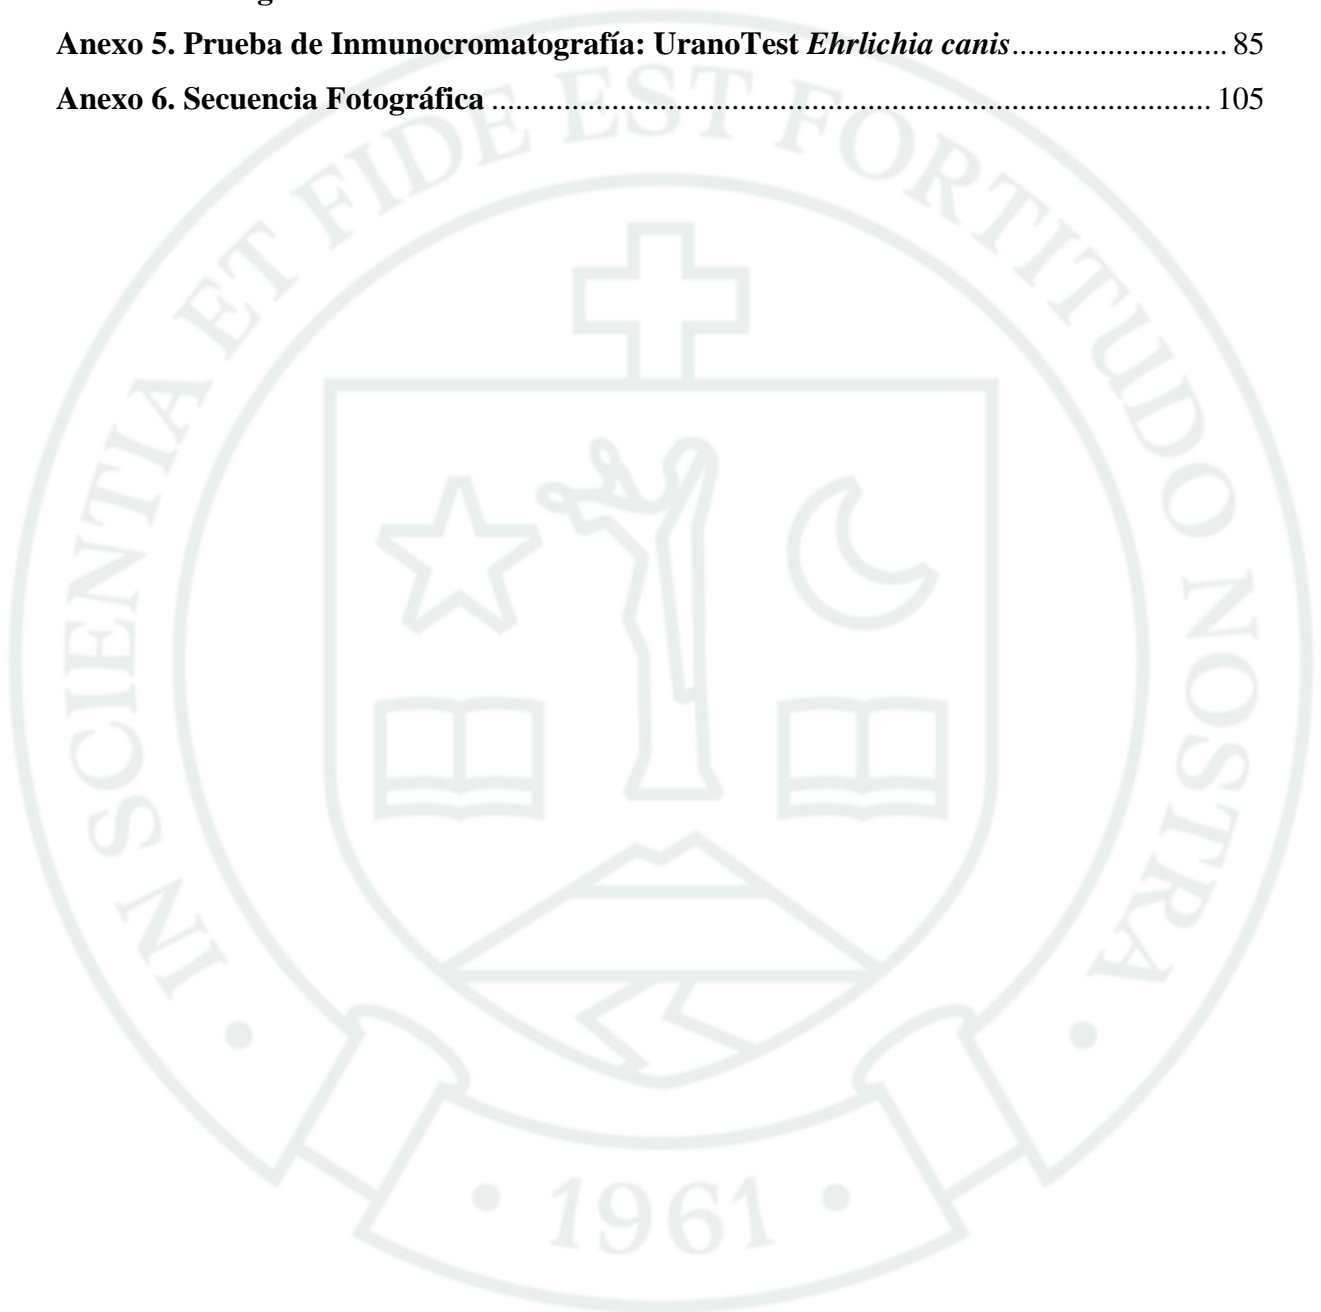 Anexo 5. Prueba de Inmunocromatografía: UranoTest Ehrlichia canis........................... 85
Anexo 6. Secuencia Fotográfica .......................................................................................... 105
IN SCIENTIA ET FIDE EST FORTITUDO NOSTRA
• 1961 •